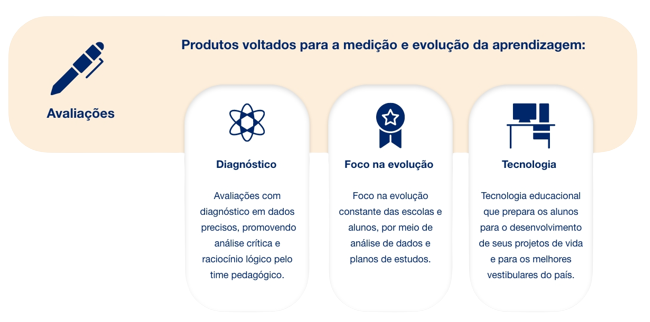 Produtos voltados para a medição e evolução da aprendizagem:
Avaliações
Diagnóstico
Avaliações com
diagnóstico em dados
precisos, promovendo
análise crítica e
raciocínio lógico pelo
time pedagógico.
Foco na evolução
Foco na evolução
constante das escolas e
alunos, por meio de
análise de dados e
planos de estudos.
Tecnologia
Tecnologia educacional
que prepara os alunos
para o desenvolvimento
de seus projetos de vida
e para os melhores
vestibulares do país.